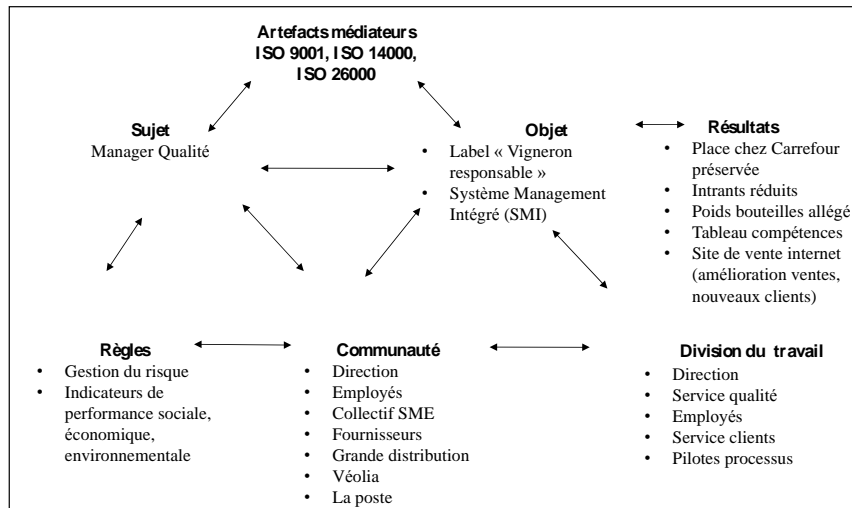 Artefacts médiateurs
ISO 9001, ISO 14000,
ISO 26000
Sujet
Manager Qualité
Objet
• Label « Vigneron
responsable »
• Système Management
Intégré (SMI)
Résultats
• Place chez Carrefour
préservée
• Intrants réduits
• Poids bouteilles allégé
• Tableau compétences
• Site de vente internet
(amélioration ventes,
nouveaux clients)
Règles
• Gestion du risque
• Indicateurs de
performance sociale,
économique,
environnementale
Communauté
• Direction
• Employés
• Collectif SME
• Fournisseurs
• Grande distribution
• Véolia
• La poste
Division du travail
• Direction
• Service qualité
• Employés
• Service clients
• Pilotes processus